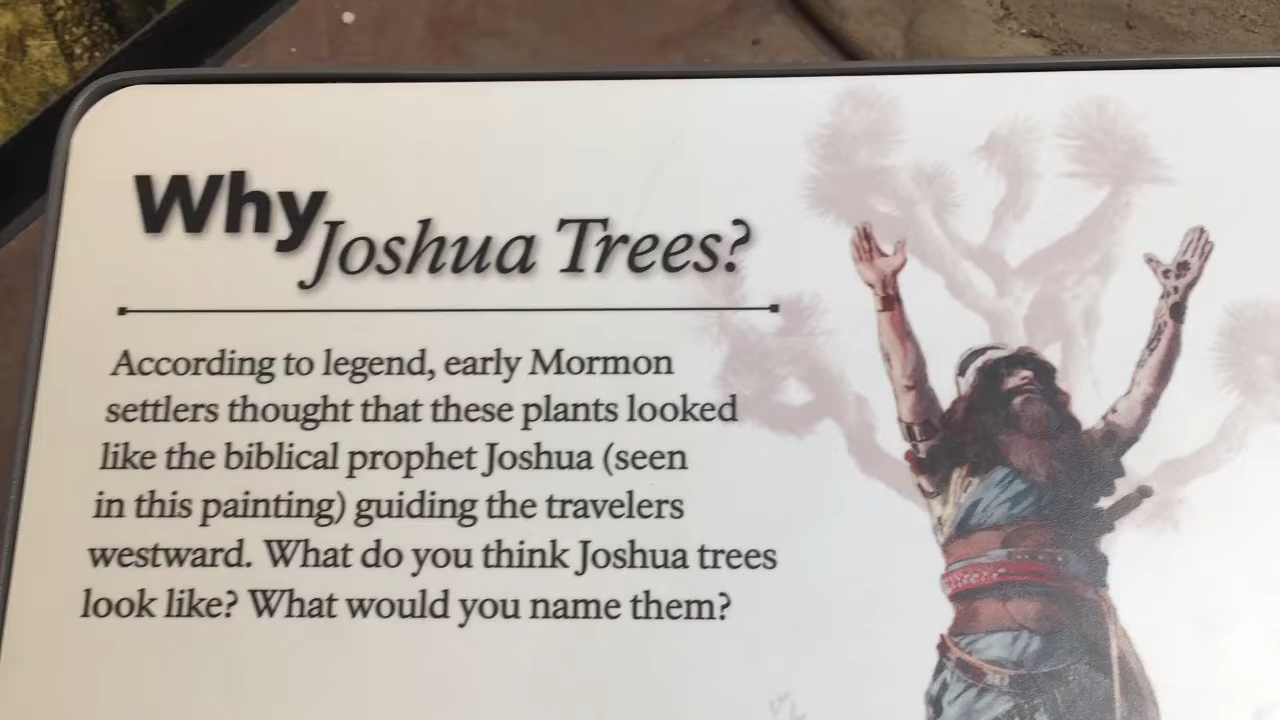 Why
Joshua Trees?
According to legend, early Mormon
settlers thought that these plants looked
like the biblical prophet Joshua (seen
in this painting) guiding the travelers
westward. What do you think Joshua trees
look like? What would you name them?